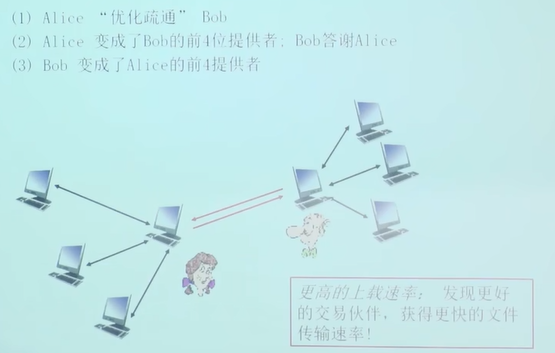 (1) Alice “优化疏通” Bob
(2) Alice 变成了Bob的前4位提供者; Bob答谢Alice
(3) Bob 变成了Alice的前4提供者
更高的上载速率: 发现更好
的交易伙伴, 获得更快的文件
传输速率!